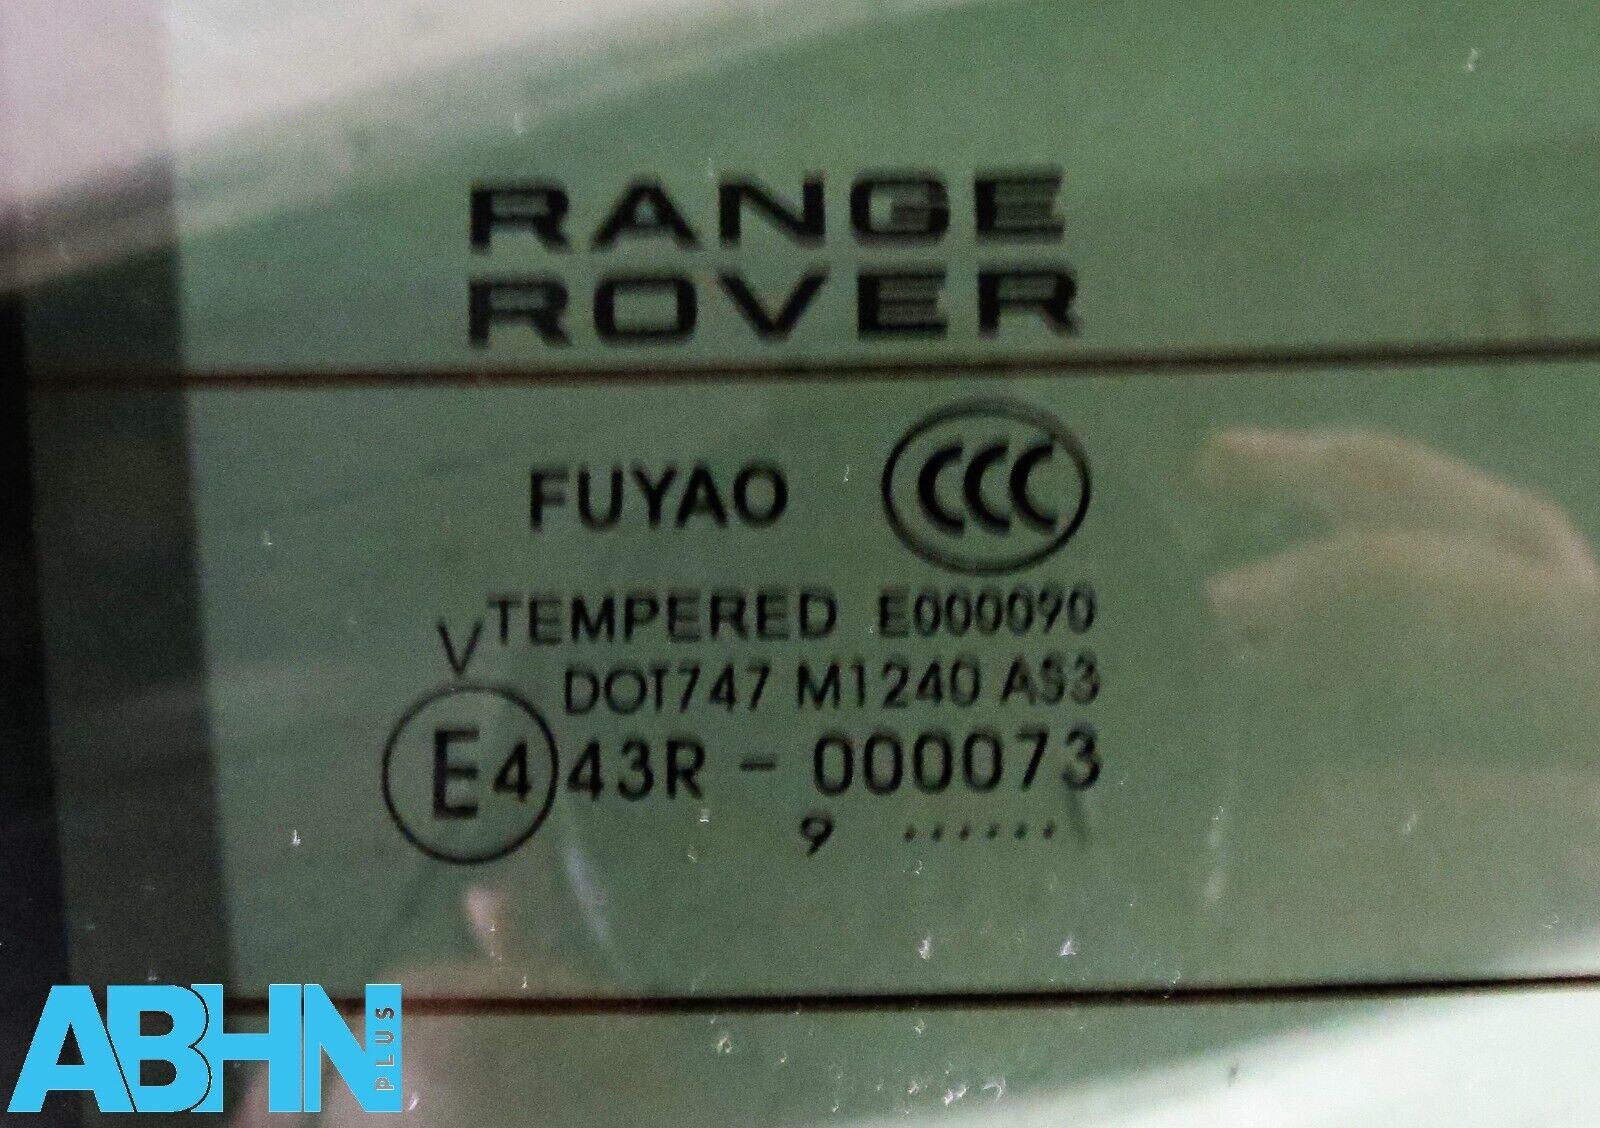 RANGE
ROVER
FUYAO CCC
TEMPERED E000090
V
DOT747 M1240 AS3
E4 43R - 000073
9 ......
ABHN PLUS